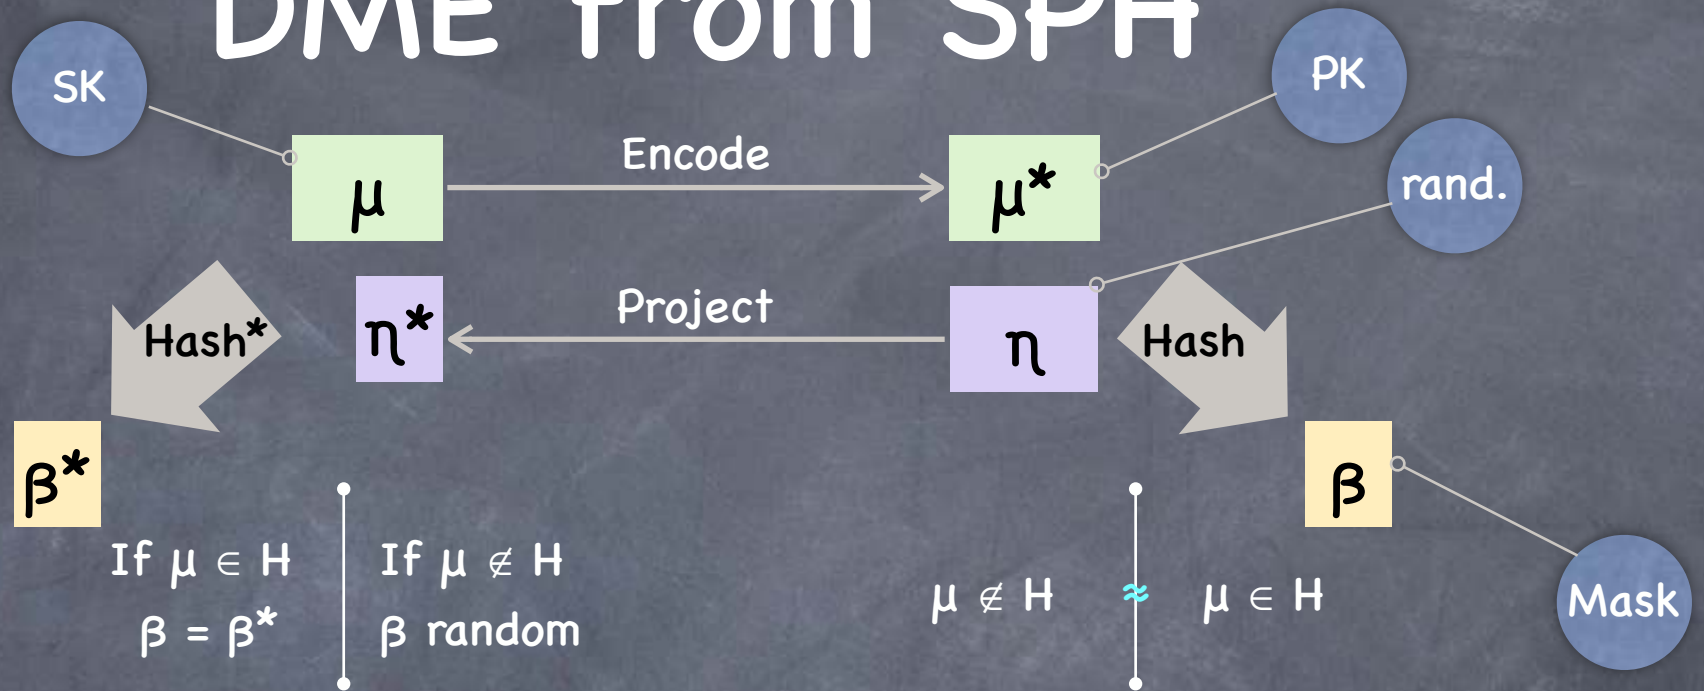 DME from SPH
SK
PK
rand.
Encode
μ
μ*
Project
η*
η
Hash*
Hash
β*
β
If μ ∈ H
β = β*
If μ ∉ H
β random
μ ∉ H ≈ μ ∈ H
Mask